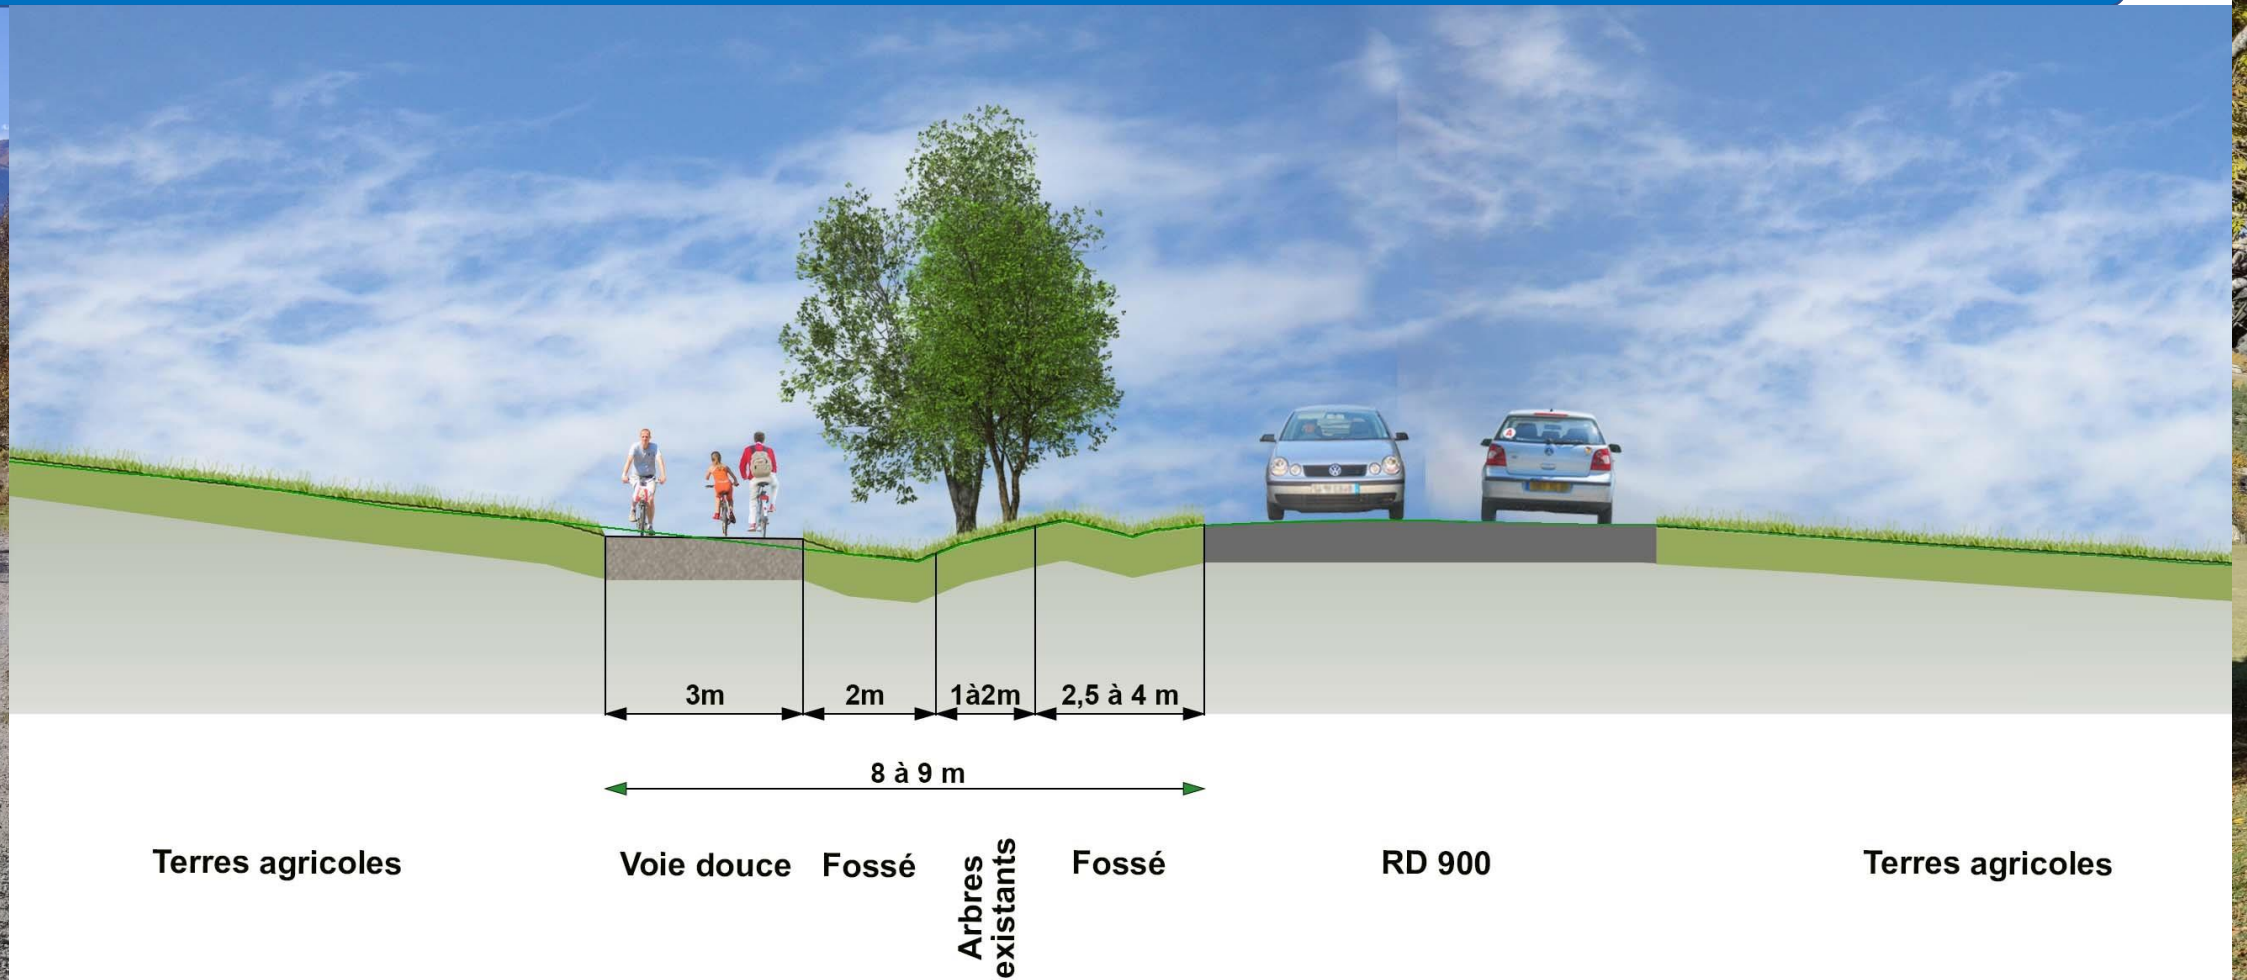 3m
2m
1à2m
2,5 à 4 m
8 à 9 m
Terres agricoles
Voie douce
Fossé
Arbres
existants
Fossé
RD 900
Terres agricoles